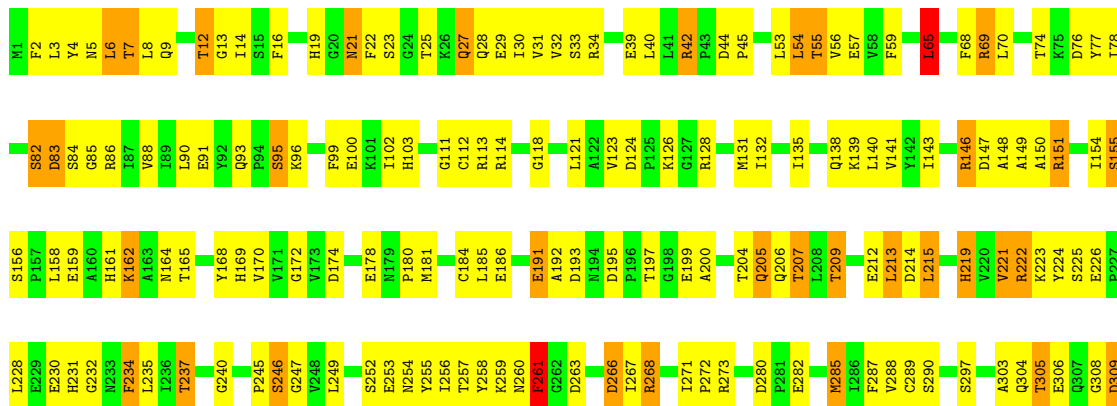 M1 F2 L3 Y4 N5 L6 T7 L8 Q9 T12 G13 I14 S15 F16 H19 G20 N21 F22 S23 G24 T25 K26 Q27 Q28 E29 I30 V31 V32 S33 R34 E39 L40 L41 R42 P43 D44 P45 L53 L54 T55 V56 E57 V58 F59 L65 F68 R69 L70 T74 K75 D76 Y77 I78
S82 D83 S84 G85 R86 I87 V88 I89 L90 E91 Y92 Q93 P94 S95 K96 F99 E100 K101 I102 H103 G111 C112 R113 R114 G118 L121 A122 V123 D124 P125 K126 G127 R128 M131 I132 I135 Q138 K139 L140 V141 Y142 I143 R146 D147 A148 A149 A150 R151 I154 S155
S156 P157 L158 E159 A160 H161 K162 A163 N164 T165 Y168 H169 V170 V171 G172 V173 D174 E178 N179 P180 M181 C184 L185 E186 E191 A192 D193 N194 D195 P196 T197 G198 E199 A200 T204 Q205 Q206 T207 L208 T209 E212 L213 D214 L215 H219 V220 V221 R222 K223 Y224 S225 E226 P227
L228 E229 E230 H231 G232 N233 F234 L235 I236 T237 G240 P245 S246 G247 V248 L249 S252 E253 N254 Y255 I256 T257 Y258 K259 N260 F261 G262 D263 D266 I267 R268 I271 P272 R273 D280 P281 E282 M285 I286 F287 V288 C289 S290 S297 A303 Q304 T305 E306 Q307 G308 D309